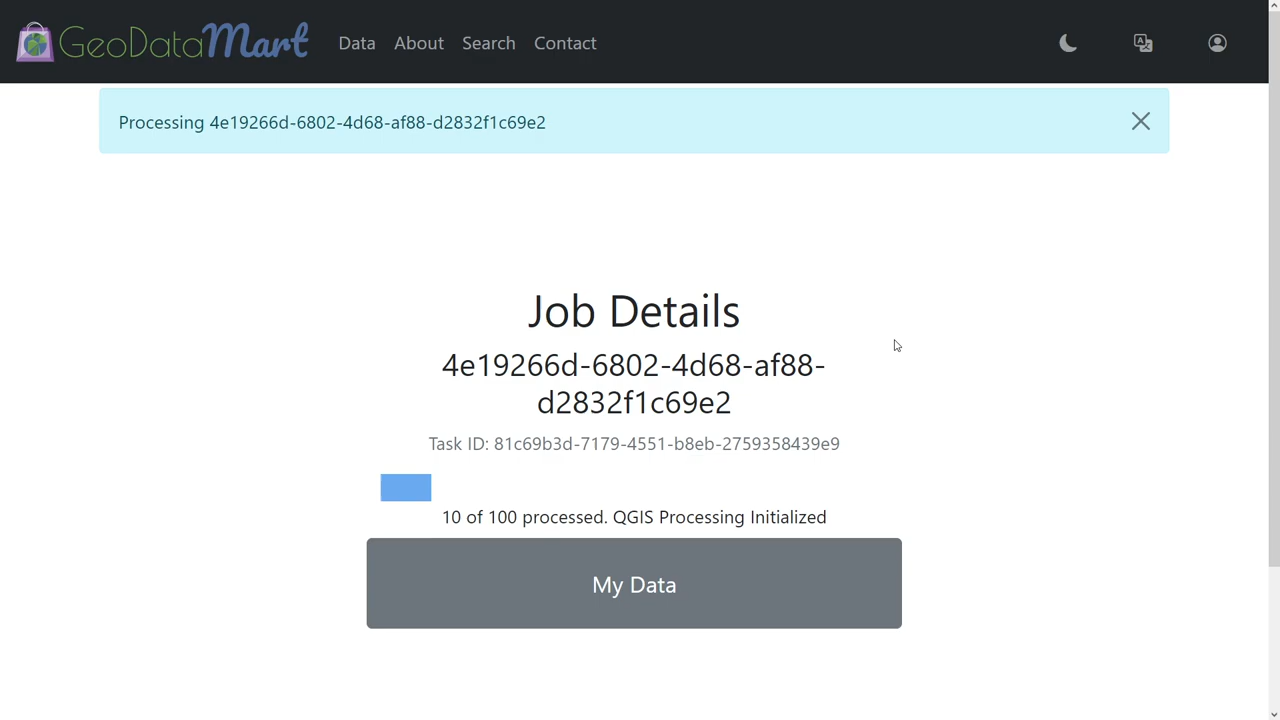 GeoDataMart Data About Search Contact
Processing 4e19266d-6802-4d68-af88-d2832f1c69e2
Job Details
4e19266d-6802-4d68-af88-
d2832f1c69e2
Task ID: 81c69b3d-7179-4551-b8eb-2759358439e9
10 of 100 processed. QGIS Processing Initialized
My Data